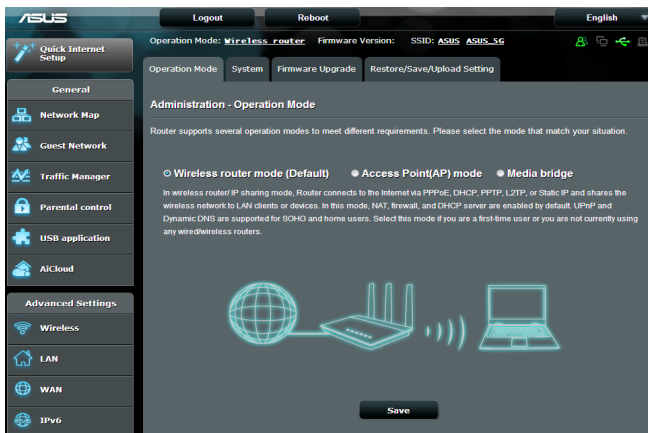 ASUS
Logout
Reboot
English
Quick Internet
Setup
Operation Mode: Wireless router Firmware Version: SSID: ASUS ASUS_5G
Operation Mode
System
Firmware Upgrade
Restore/Save/Upload Setting
General
Network Map
Guest Network
Traffic Manager
Parental control
USB application
AiCloud
Advanced Settings
Wireless
LAN
WAN
IPv6
Administration - Operation Mode
Router supports several operation modes to meet different requirements. Please select the mode that match your situation.
Wireless router mode (Default)
Access Point(AP) mode
Media bridge
In wireless router/ IP sharing mode, Router connects to the Internet via PPPoE, DHCP, PPTP, L2TP, or Static IP and shares the
wireless network to LAN clients or devices. In this mode, NAT, firewall, and DHCP server are enabled by default. UPnP and
Dynamic DNS are supported for SOHO and home users. Select this mode if you are a first-time user or you are not currently using
any wired/wireless routers.
Save